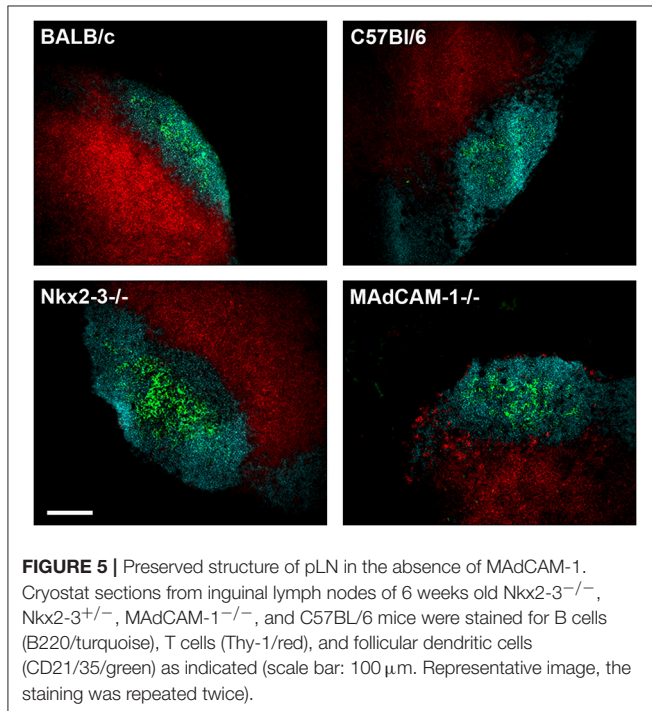 BALB/c
C57Bl/6
Nkx2-3-/-
MAdCAM-1-/-
FIGURE 5 | Preserved structure of pLN in the absence of MAdCAM-1.
Cryostat sections from inguinal lymph nodes of 6 weeks old Nkx2-3−/−,
Nkx2-3+/−, MAdCAM-1−/−, and C57BL/6 mice were stained for B cells
(B220/turquoise), T cells (Thy-1/red), and follicular dendritic cells
(CD21/35/green) as indicated (scale bar: 100 μm. Representative image, the
staining was repeated twice).